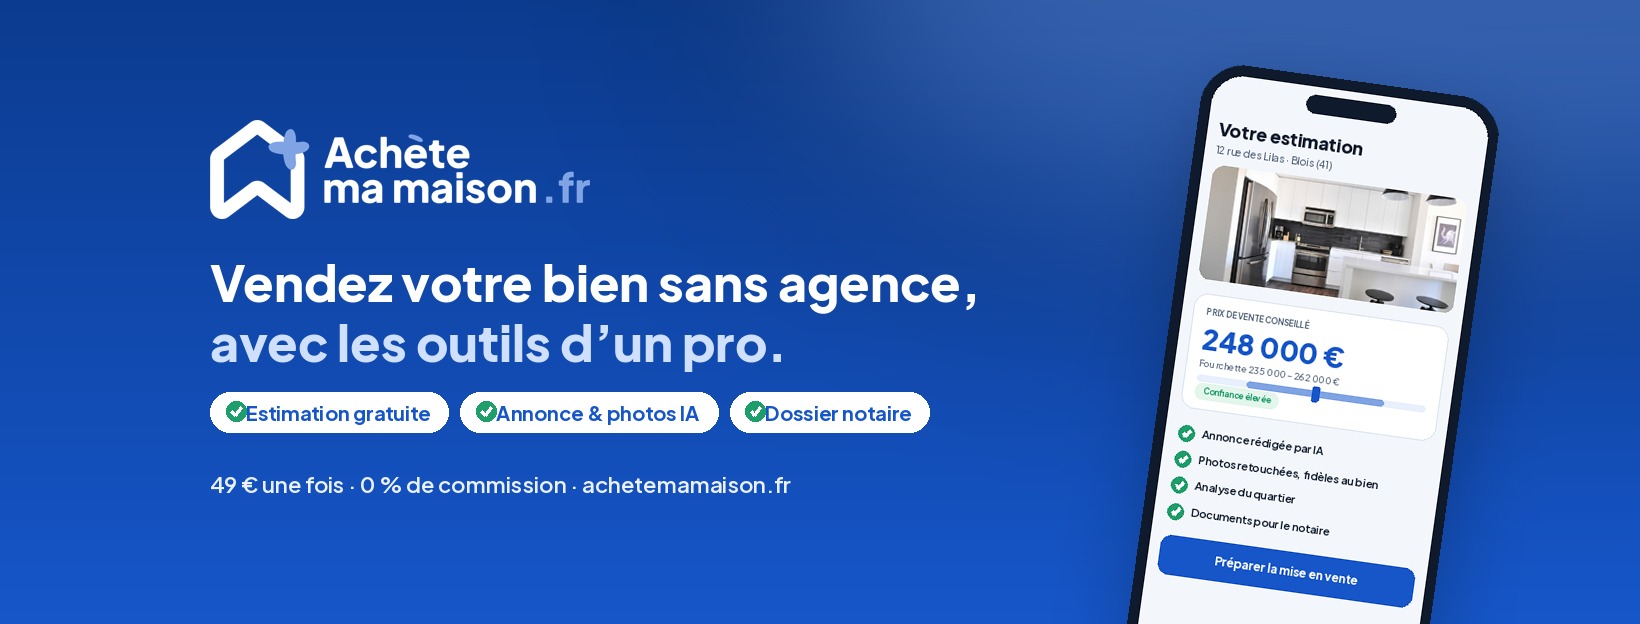 Achète
ma maison.fr
Vendez votre bien sans agence,
avec les outils d’un pro.
Estimation gratuite
Annonce & photos IA
Dossier notaire
49 € une fois · 0 % de commission · achetemamaison.fr
Votre estimation
12 rue des Lilas · Blois (41)
PRIX DE VENTE CONSEILLÉ
248 000 €
Fourchette 235 000 – 262 000 €
Confiance élevée
Annonce rédigée par IA
Photos retouchées, fidèles au bien
Analyse du quartier
Documents pour le notaire
Préparer la mise en vente